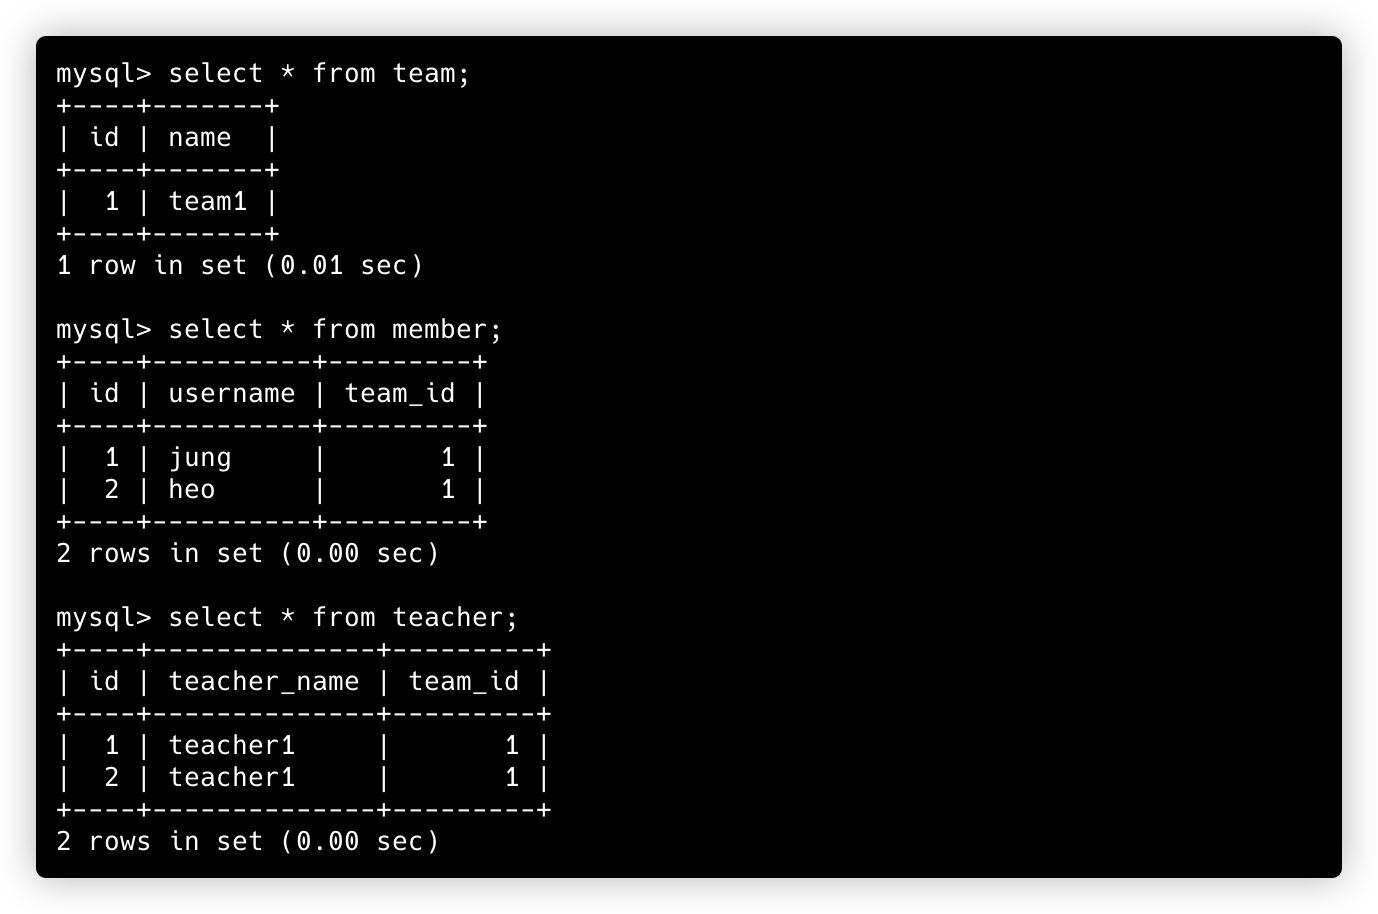 mysql> select * from team;
+----+-------+
| id | name  |
+----+-------+
|  1 | team1 |
+----+-------+
1 row in set (0.01 sec)

mysql> select * from member;
+----+----------+---------+
| id | username | team_id |
+----+----------+---------+
|  1 | jung     |       1 |
|  2 | heo      |       1 |
+----+----------+---------+
2 rows in set (0.00 sec)

mysql> select * from teacher;
+----+--------------+---------+
| id | teacher_name | team_id |
+----+--------------+---------+
|  1 | teacher1     |       1 |
|  2 | teacher1     |       1 |
+----+--------------+---------+
2 rows in set (0.00 sec)